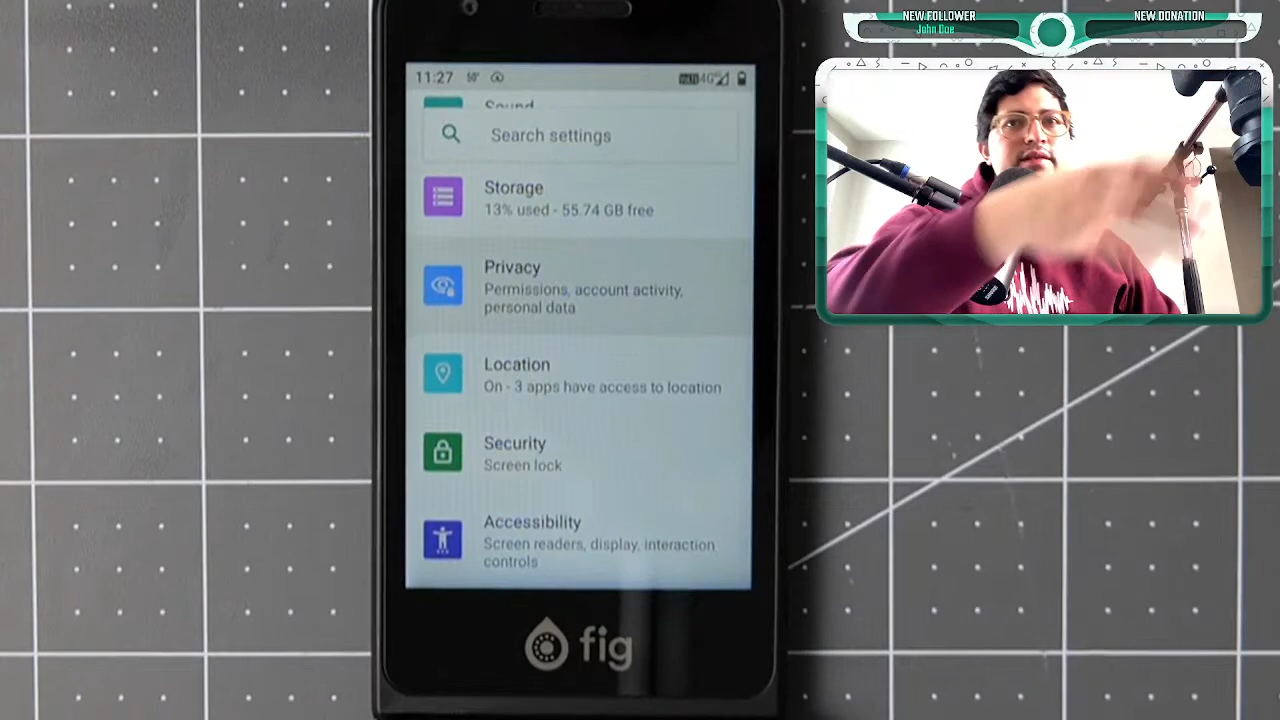 NEW FOLLOWER
John Doe
NEW DONATION
11:27 50°
4G
Sound
Search settings
Storage
13% used - 55.74 GB free
Privacy
Permissions, account activity,
personal data
Location
On - 3 apps have access to location
Security
Screen lock
Accessibility
Screen readers, display, interaction
controls
fig